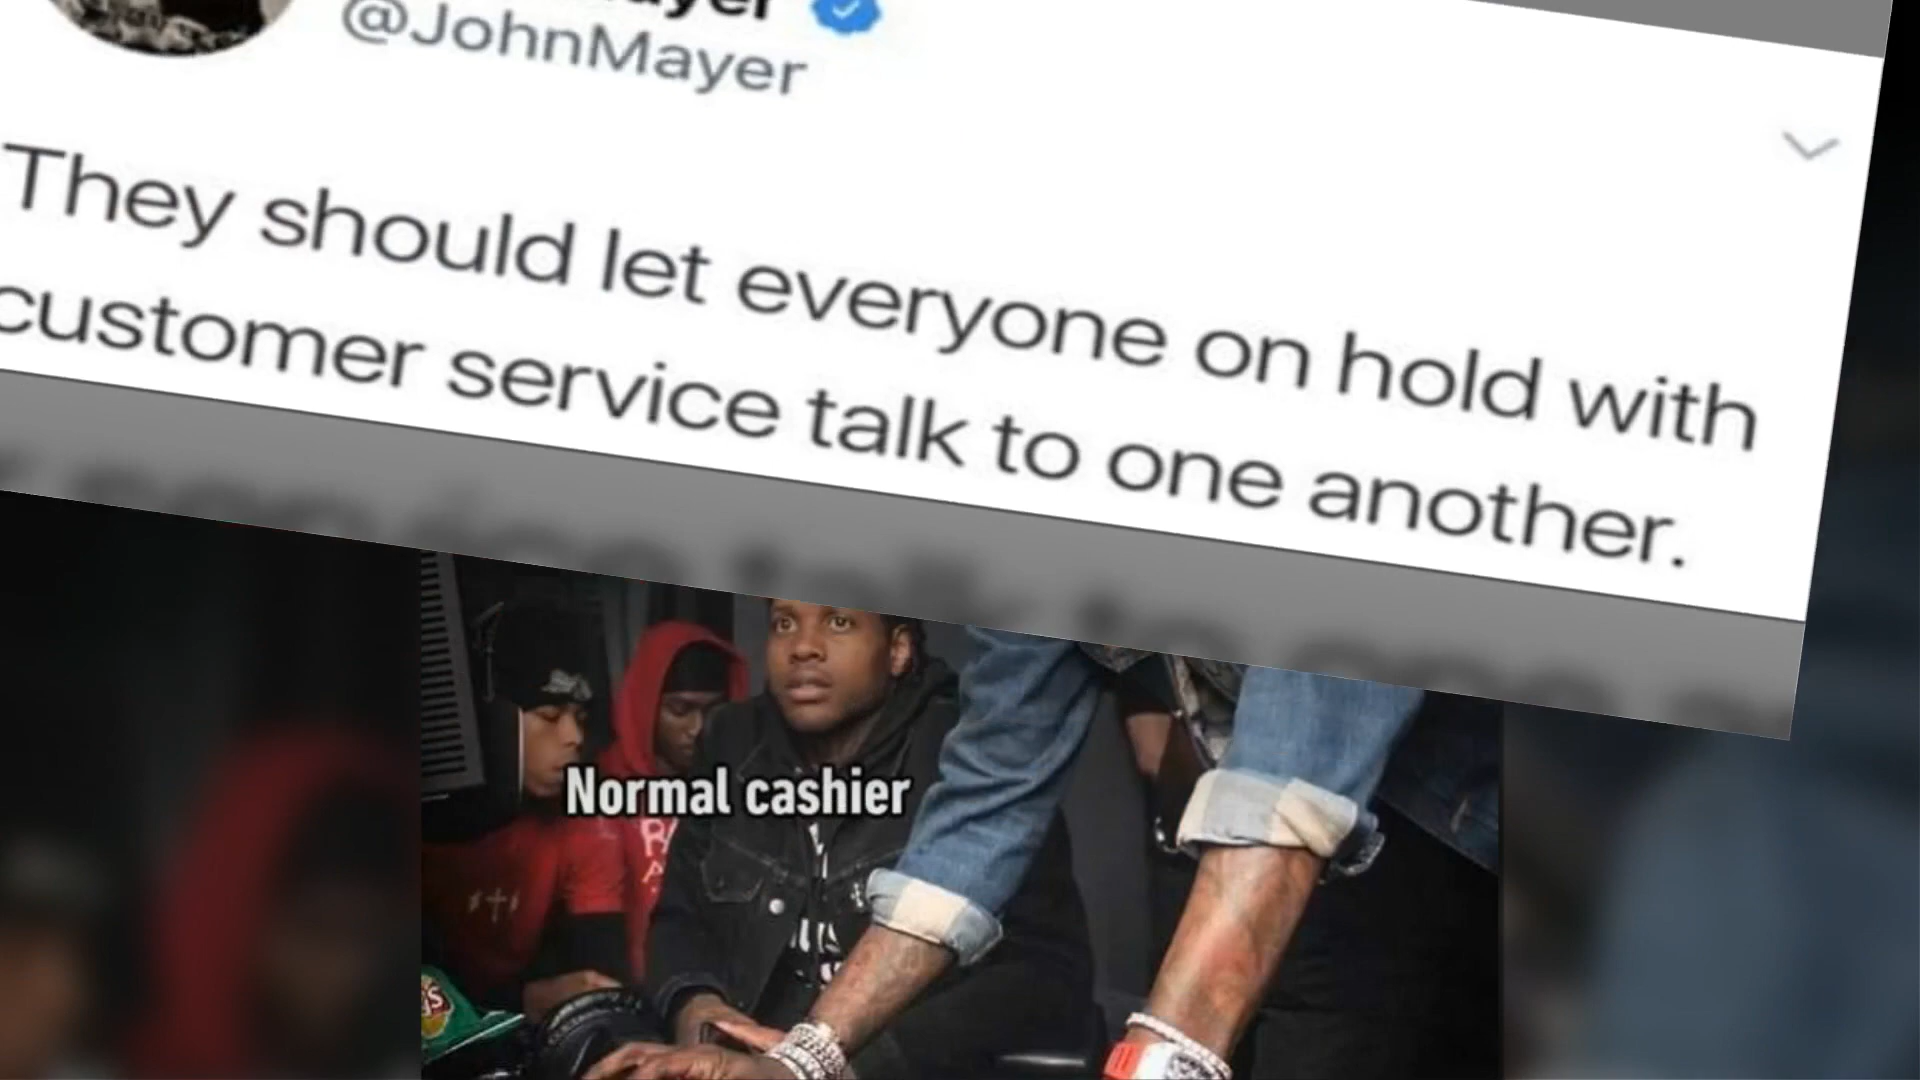 @JohnMayer
They should let everyone on hold with
customer service talk to one another.
Normal cashier